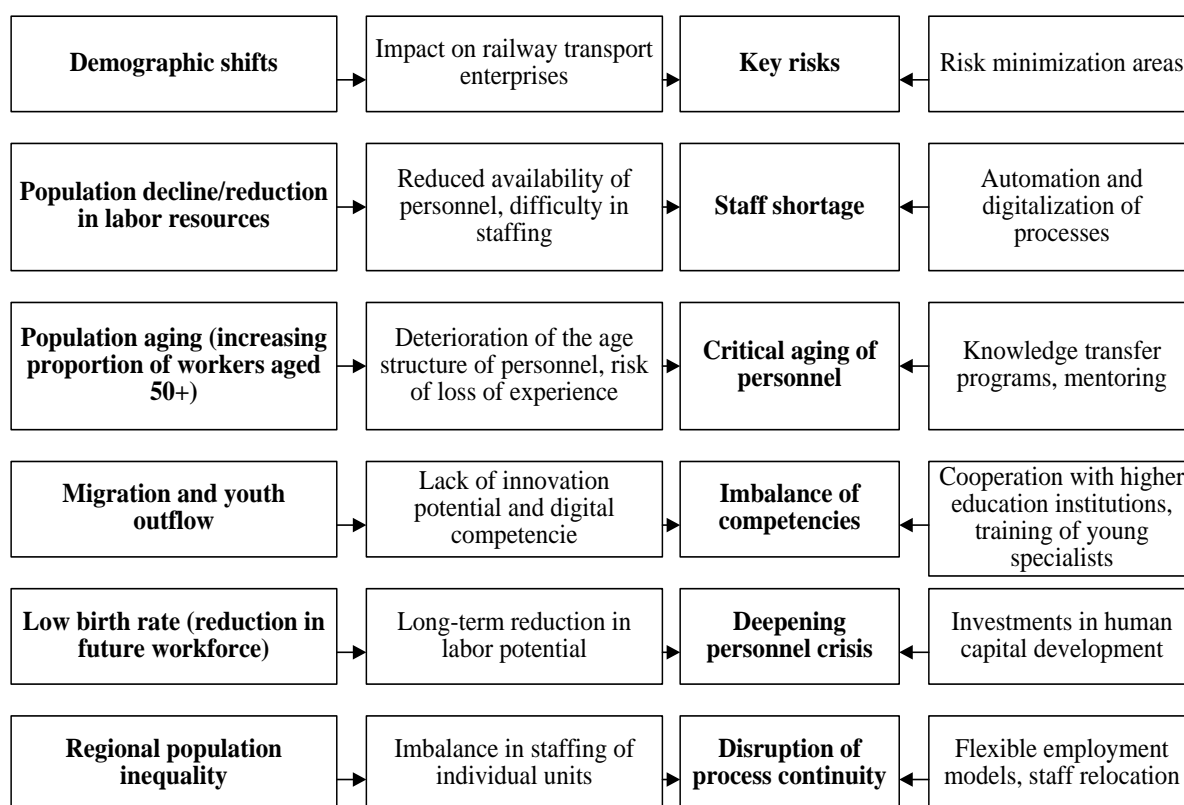 Demographic shifts
Impact on railway transport
enterprises
Key risks
Risk minimization areas
Population decline/reduction
in labor resources
Reduced availability of
personnel, difficulty in
staffing
Staff shortage
Automation and
digitalization of
processes
Population aging (increasing
proportion of workers aged
50+)
Deterioration of the age
structure of personnel, risk
of loss of experience
Critical aging of
personnel
Knowledge transfer
programs, mentoring
Migration and youth
outflow
Lack of innovation
potential and digital
competencie
Imbalance of
competencies
Cooperation with higher
education institutions,
training of young
specialists
Low birth rate (reduction in
future workforce)
Long-term reduction in
labor potential
Deepening
personnel crisis
Investments in human
capital development
Regional population
inequality
Imbalance in staffing of
individual units
Disruption of
process continuity
Flexible employment
models, staff relocation